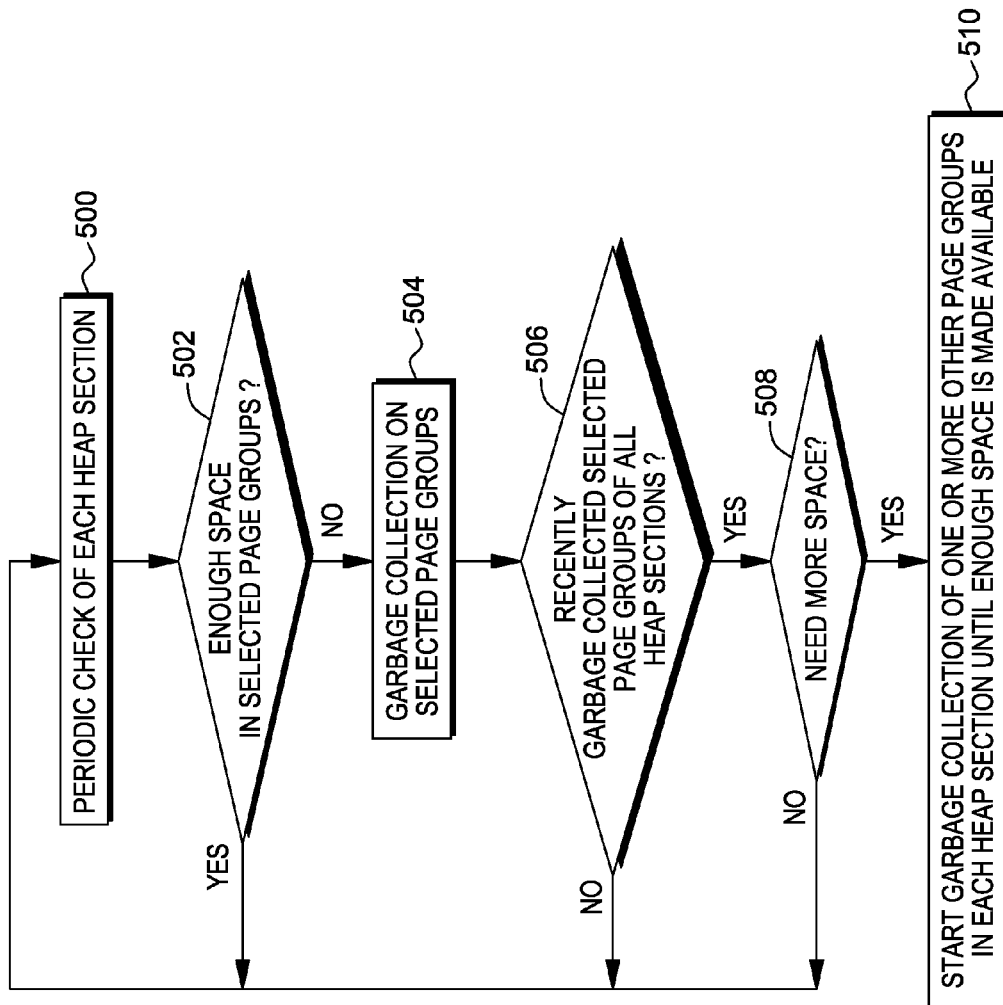 PERIODIC CHECK OF EACH HEAP SECTION
500
502
ENOUGH SPACE
IN SELECTED PAGE GROUPS ?
YES
NO
504
GARBAGE COLLECTION ON
SELECTED PAGE GROUPS
506
RECENTLY
GARBAGE COLLECTED SELECTED
PAGE GROUPS OF ALL
HEAP SECTIONS ?
NO
YES
508
NEED MORE SPACE?
NO
YES
510
START GARBAGE COLLECTION OF ONE OR MORE OTHER PAGE GROUPS
IN EACH HEAP SECTION UNTIL ENOUGH SPACE IS MADE AVAILABLE